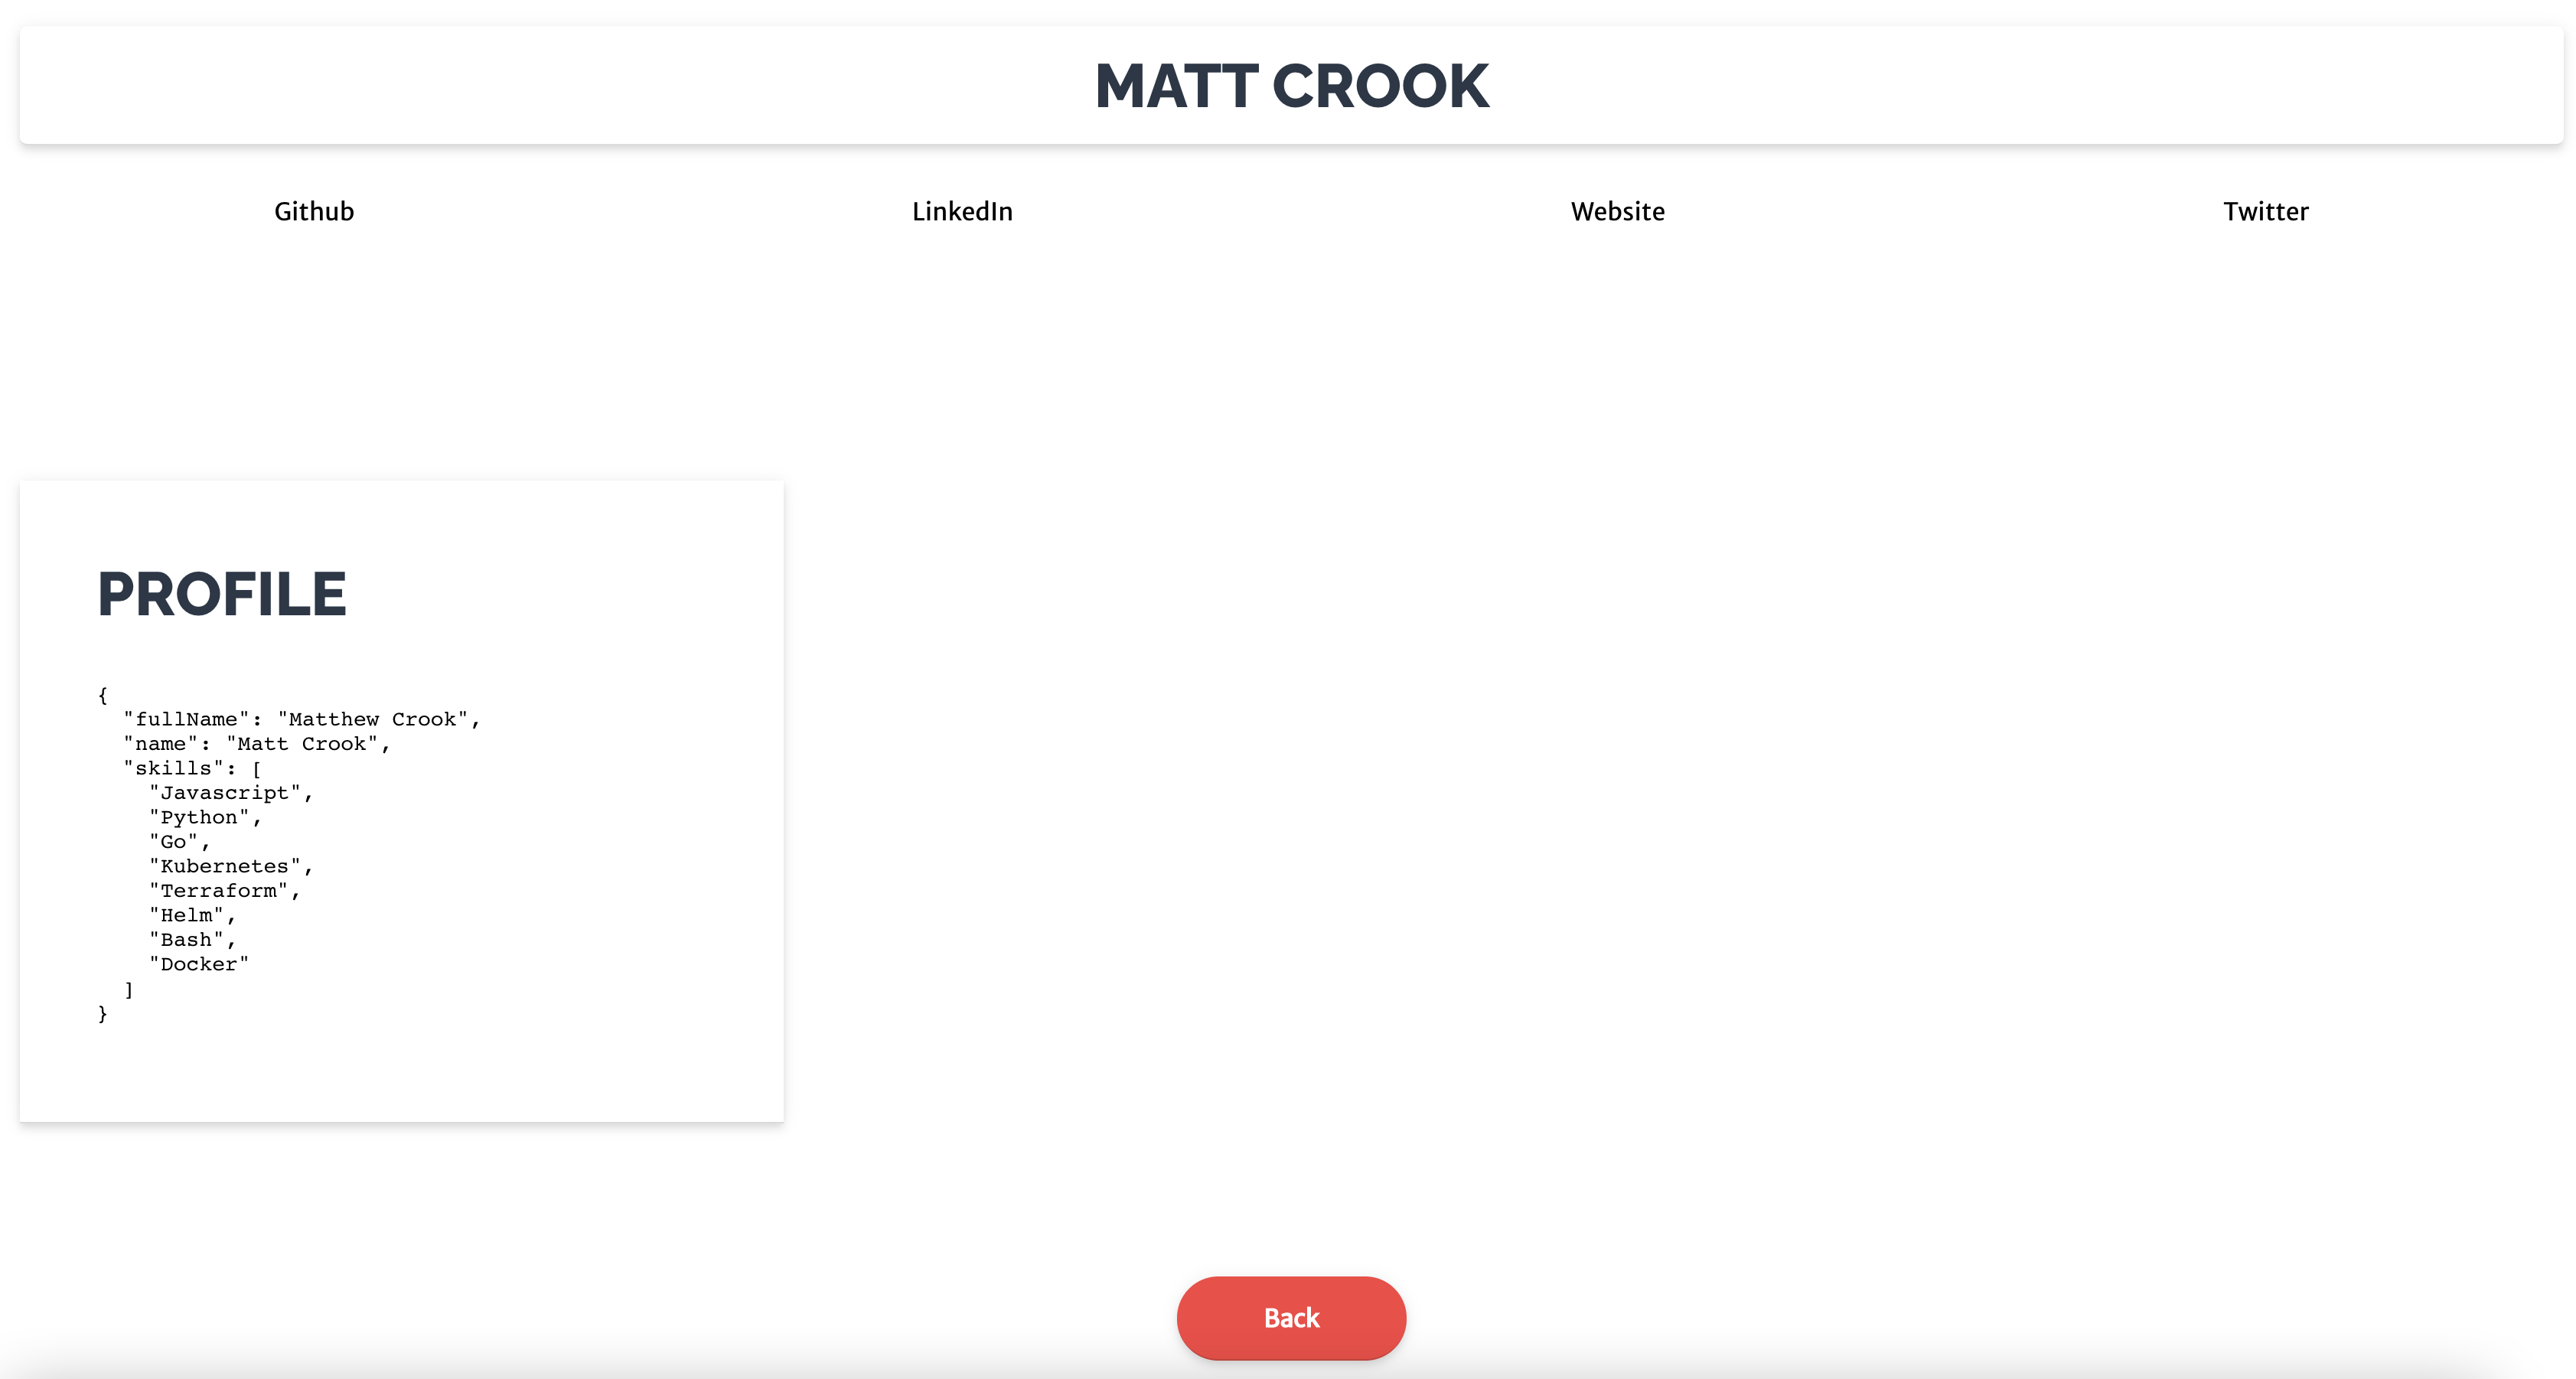 MATT CROOK
Github LinkedIn Website Twitter
PROFILE
{
  "fullName": "Matthew Crook",
  "name": "Matt Crook",
  "skills": [
    "Javascript",
    "Python",
    "Go",
    "Kubernetes",
    "Terraform",
    "Helm",
    "Bash",
    "Docker"
  ]
}
Back